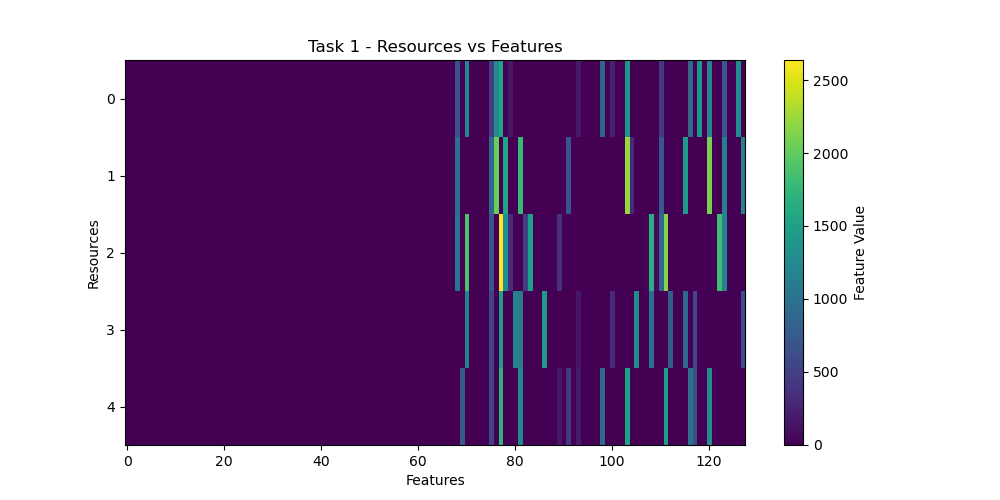 Task 1 - Resources vs Features
Resources
0
1
2
3
4
0 20 40 60 80 100 120
Features
2500
2000
1500
1000
500
0
Feature Value